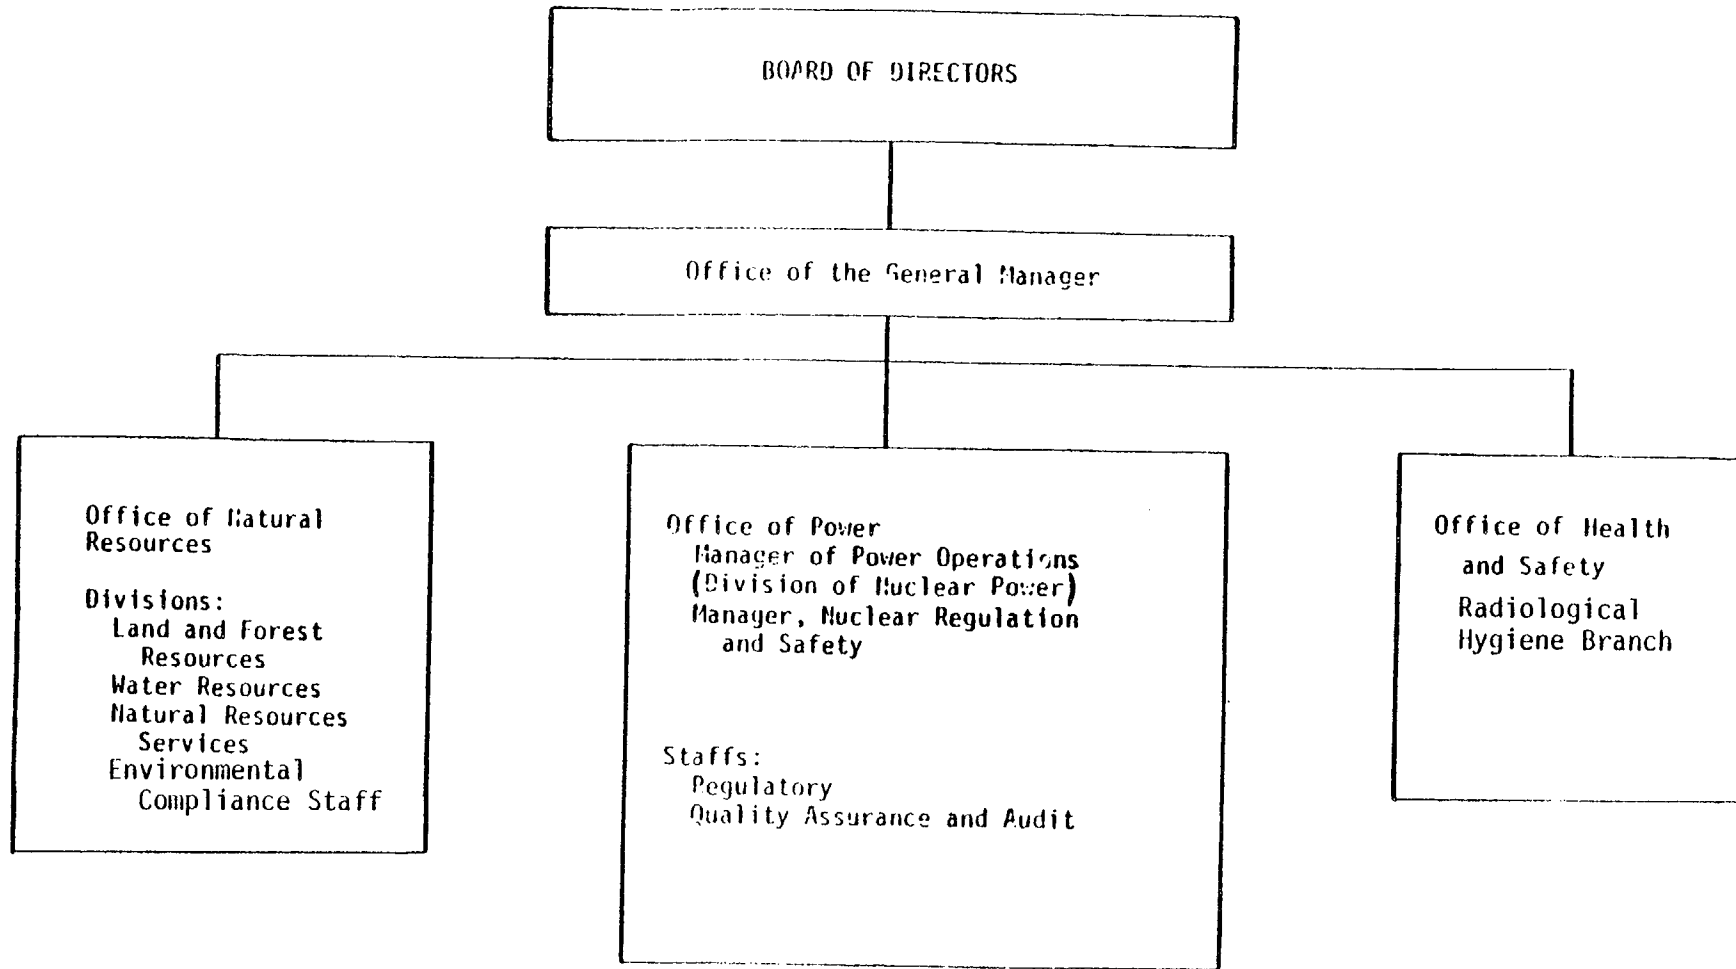 BOARD OF DIRECTORS
Office of the General Manager
Office of Natural
Resources
Divisions:
Land and Forest
Resources
Water Resources
Natural Resources
Services
Environmental
Compliance Staff
Office of Power
Manager of Power Operations
(Division of Nuclear Power)
Manager, Nuclear Regulation
and Safety
Staffs:
Regulatory
Quality Assurance and Audit
Office of Health
and Safety
Radiological
Hygiene Branch